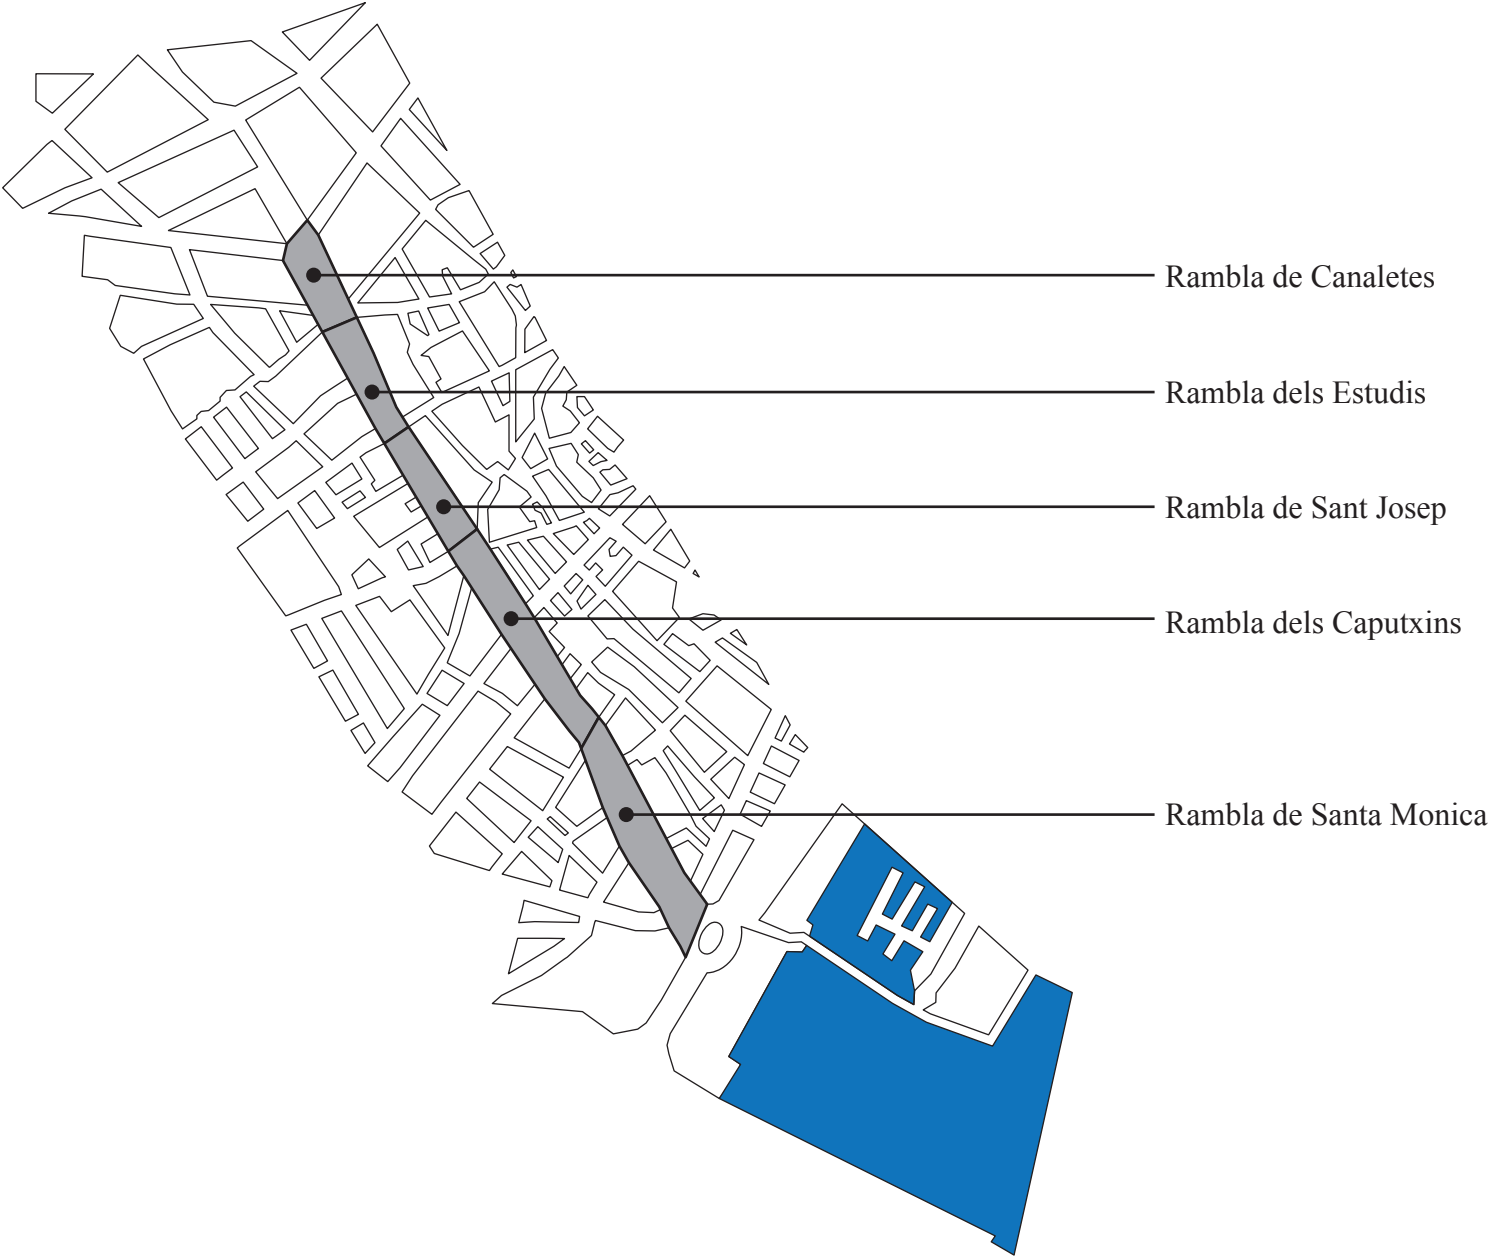 Rambla de Canaletes
Rambla dels Estudis
Rambla de Sant Josep
Rambla dels Caputxins
Rambla de Santa Monica